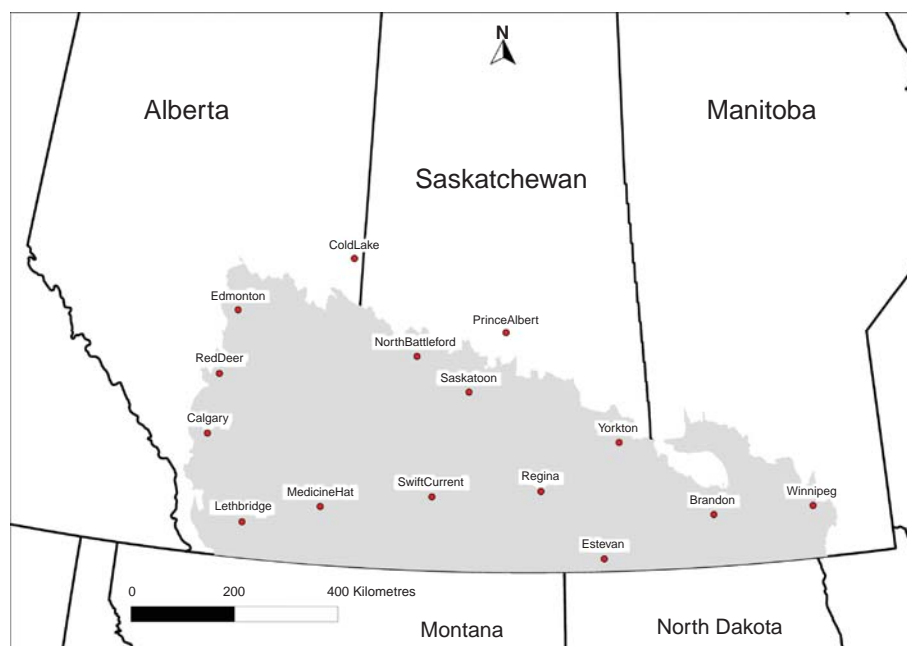 N
Alberta
Manitoba
Saskatchewan
ColdLake
Edmonton
PrinceAlbert
NorthBattleford
RedDeer
Saskatoon
Calgary
Yorkton
Regina
SwiftCurrent
MedicineHat
Winnipeg
Lethbridge
Brandon
Estevan
0 200 400 Kilometres
Montana
North Dakota